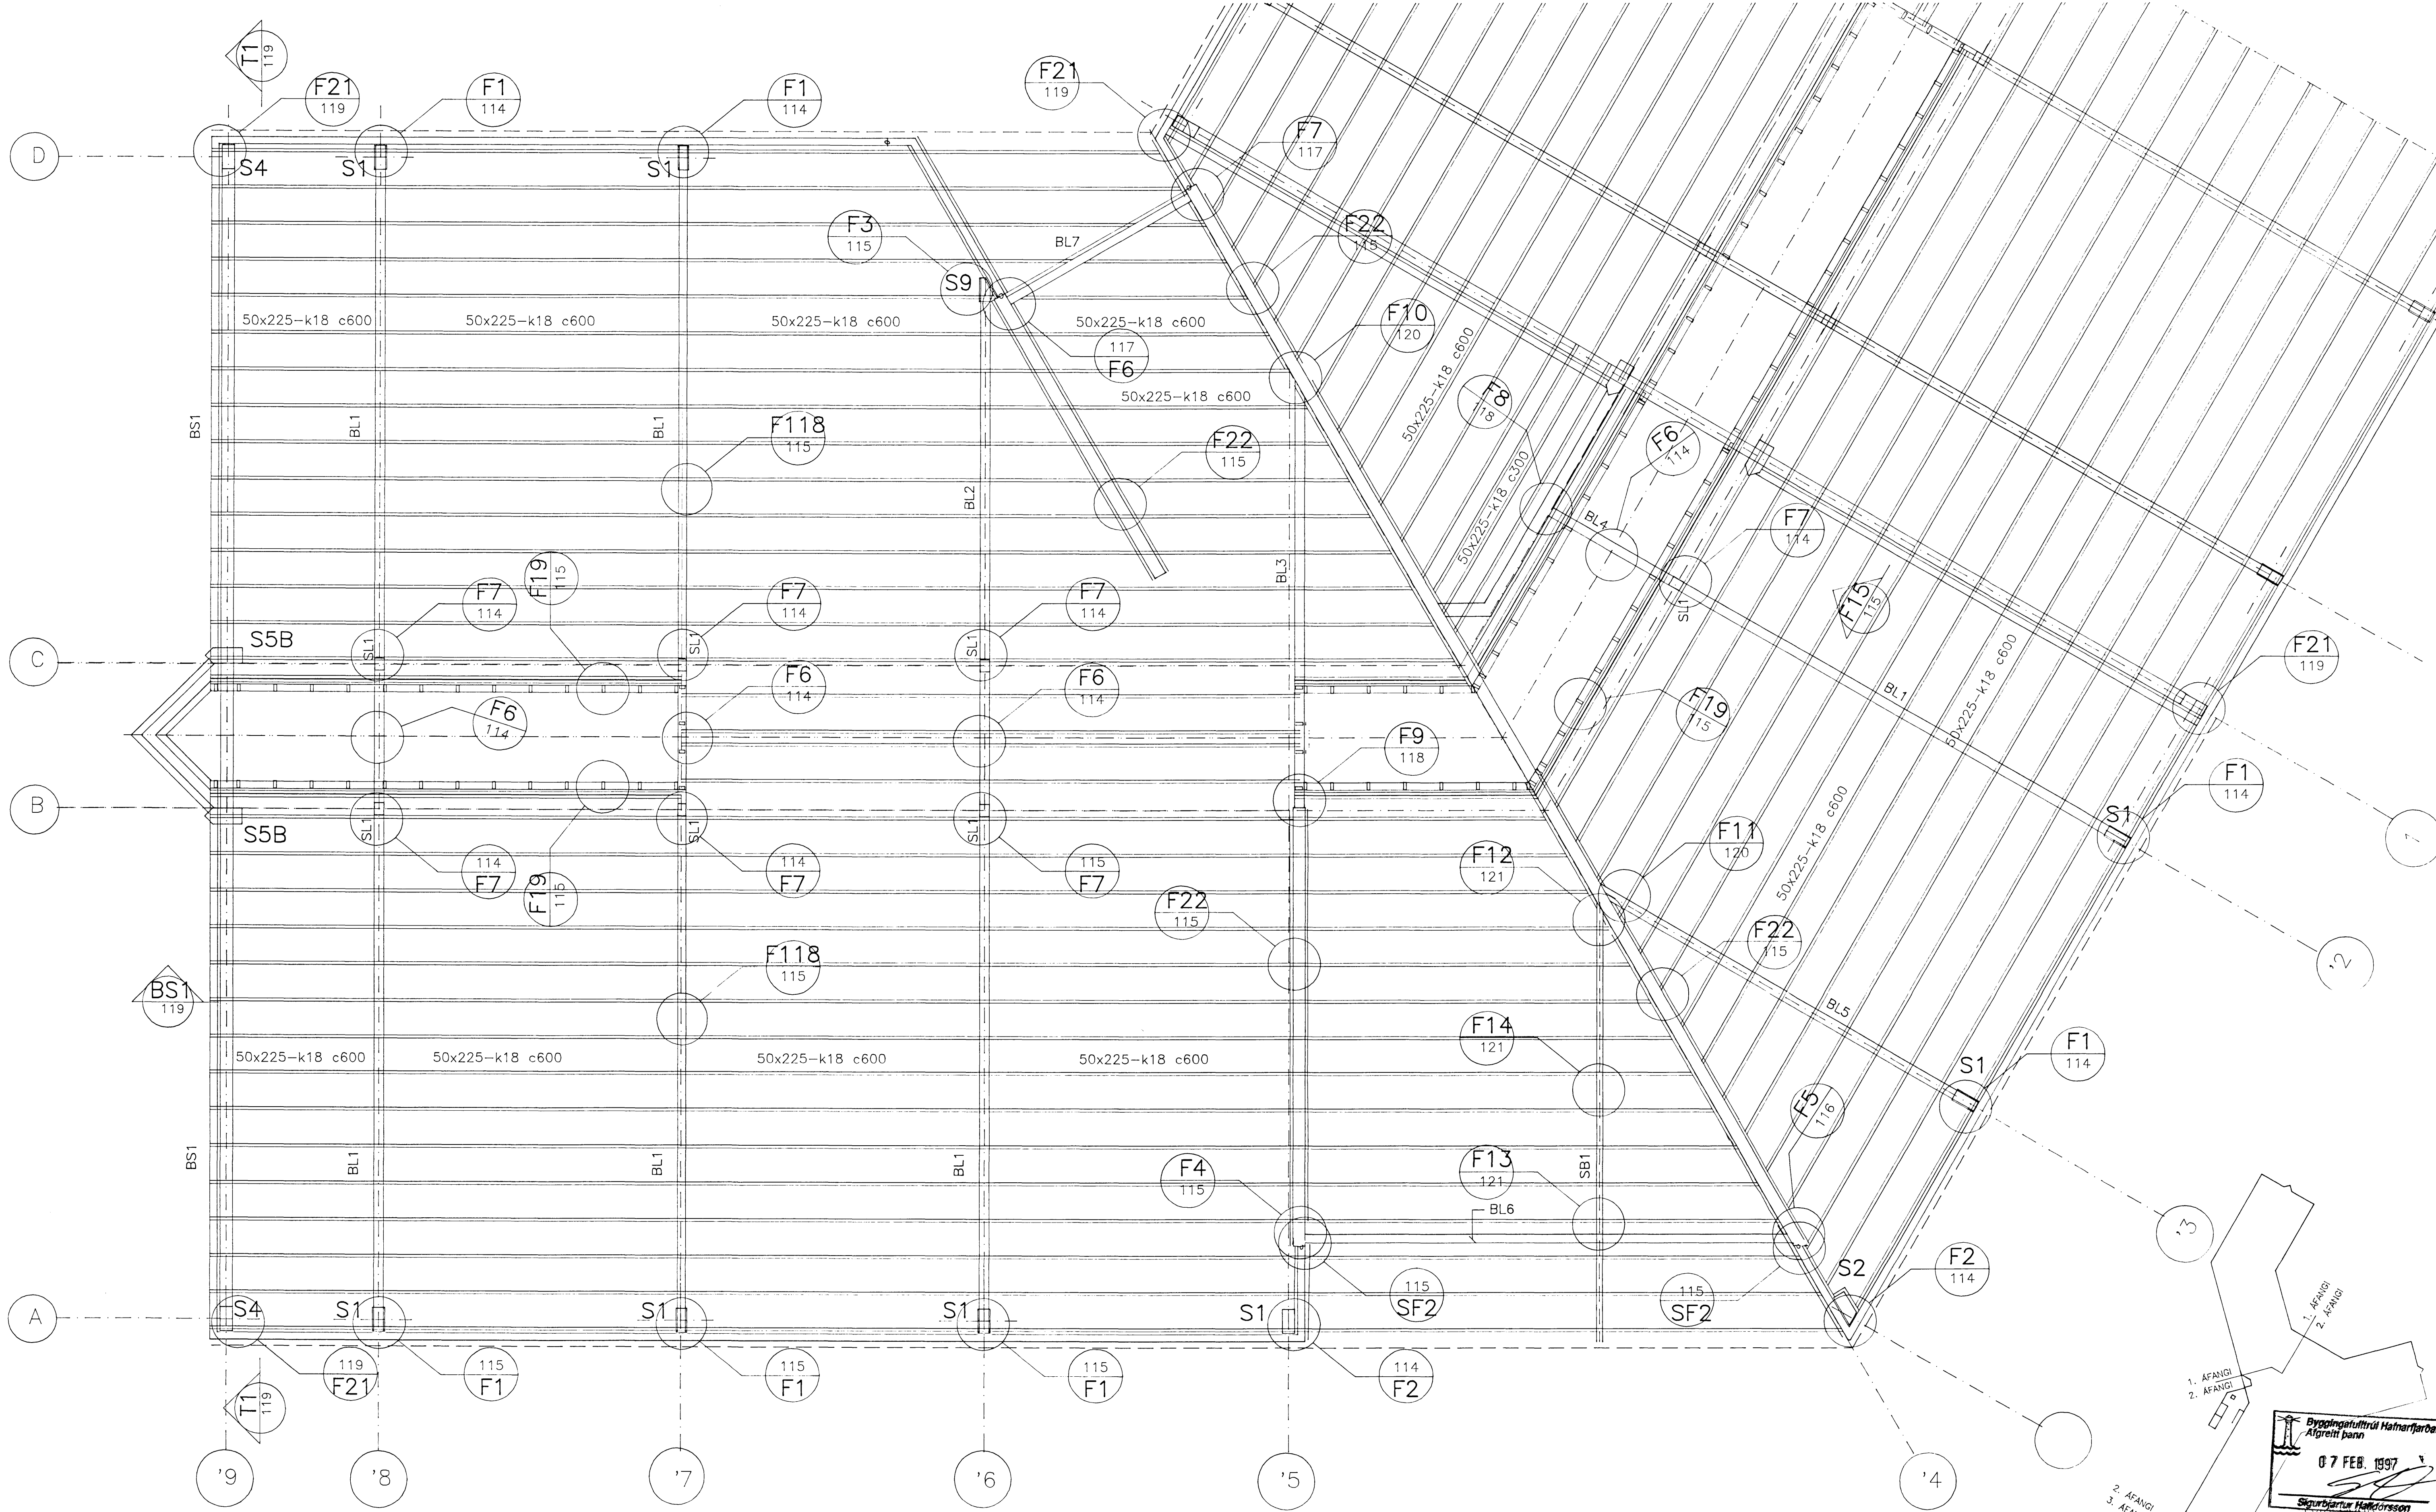 T1
119
F21
119
F1
114
F1
114
F21
119
F7
117
D
S4
S1
S1
F3
115
BL7
F22
115
S9
50x225-k18 c600
50x225-k18 c600
50x225-k18 c600
50x225-k18 c600
F10
120
117
F6
50x225-k18 c600
50x225-k18 c600
F8
118
BS1
BL1
BL1
F118
115
F22
115
F6
114
BL2
50x225-k18 c300
BL4
F7
114
BL3
F19
115
F7
114
F7
114
F7
114
SL1
F15
115
S5B
C
SL1
SL1
SL1
F6
114
F6
114
F6
114
50x225-k18 c600
F21
119
BL1
F19
115
F9
118
F1
114
S1
B
S5B
SL1
SL1
SL1
114
F7
114
F7
115
F7
F19
115
F12
121
F11
120
50x225-k18 c600
'1
F22
115
F22
115
F118
115
'2
BS1
119
BL5
F14
121
50x225-k18 c600
50x225-k18 c600
50x225-k18 c600
50x225-k18 c600
F1
114
S1
F5
116
BS1
BL1
BL1
BL1
F4
115
F13
121
SB1
BL6
'3
S2
F2
114
115
SF2
115
SF2
A
S4
S1
S1
S1
S1
119
F21
115
F1
115
F1
115
F1
114
F2
T1
119
'9
'8
'7
'6
'5
'4
1. ÁFANGI
2. ÁFANGI
1. ÁFANGI
2. ÁFANGI
2. ÁFANGI
Byggingafulltrúi Hafnarfjarða
Afgreitt þann
07 FEB. 1997
Sigurbjartur Halldórsson